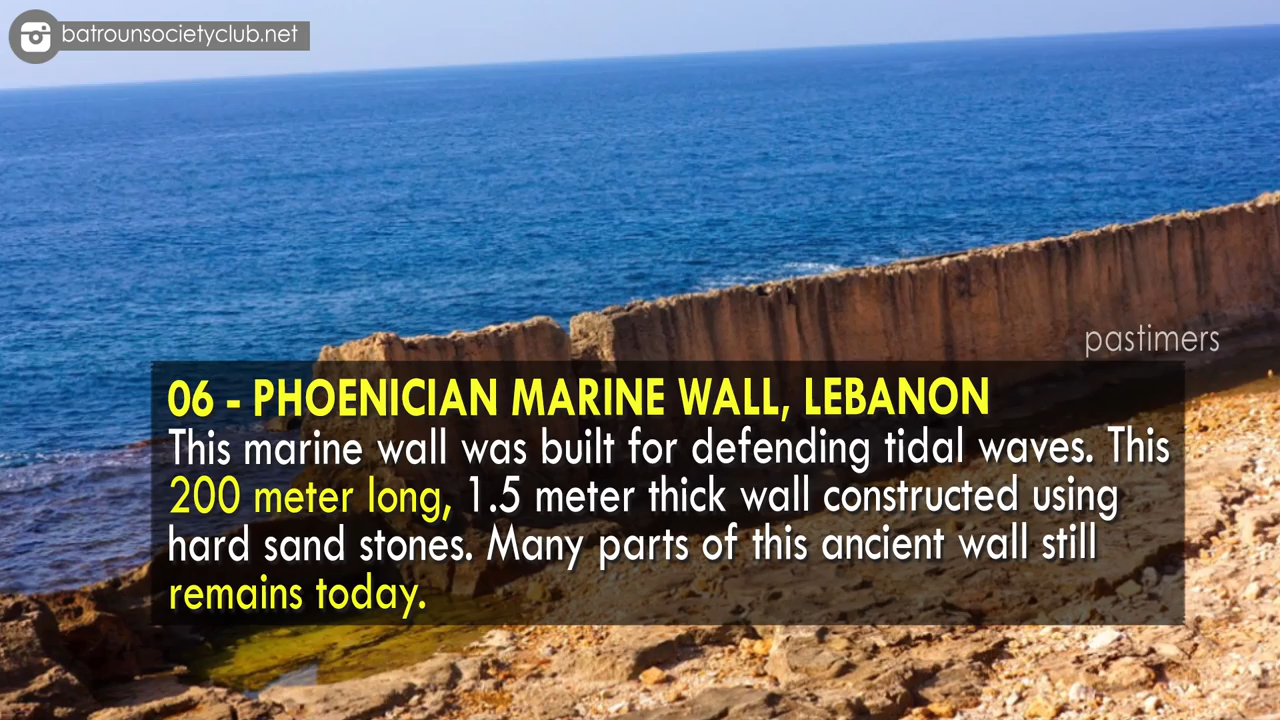 batrounsocietyclub.net
pastimers
06 - PHOENICIAN MARINE WALL, LEBANON
This marine wall was built for defending tidal waves. This
200 meter long, 1.5 meter thick wall constructed using
hard sand stones. Many parts of this ancient wall still
remains today.